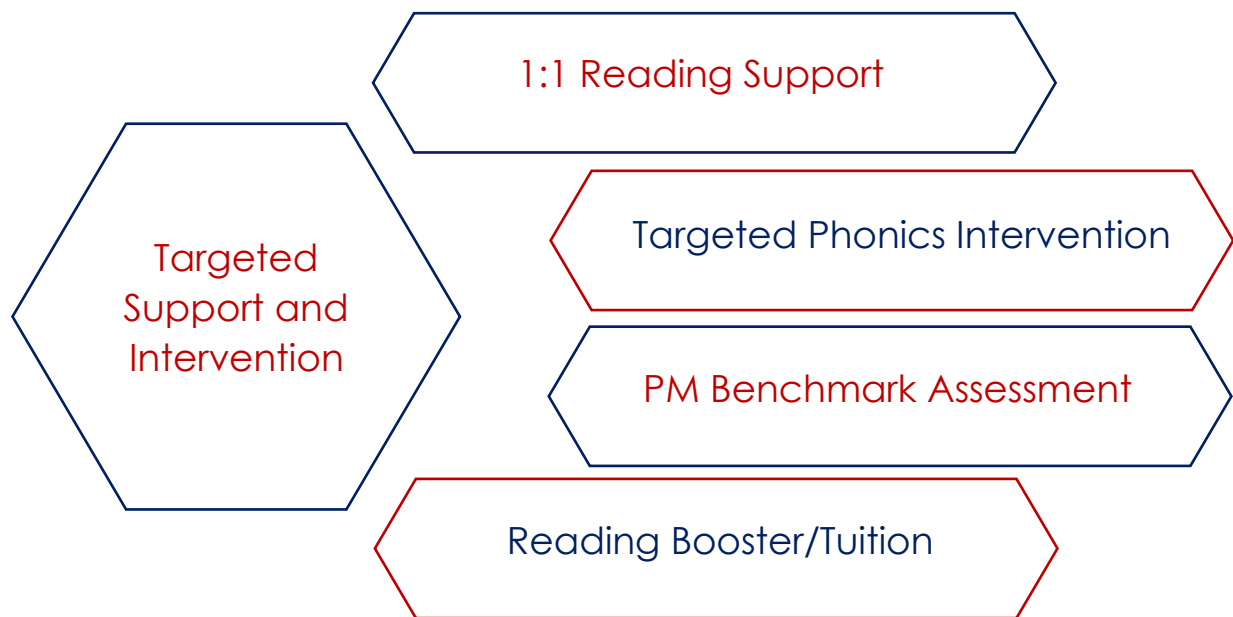 1:1 Reading Support
Targeted Phonics Intervention
Targeted
Support and
Intervention
PM Benchmark Assessment
Reading Booster/Tuition